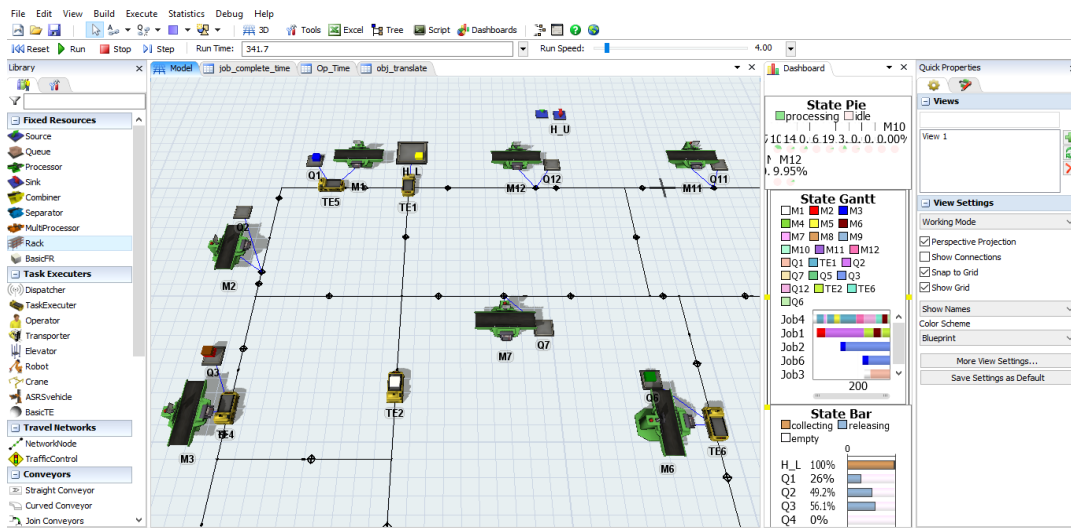 File Edit View Build Execute Statistics Debug Help
3D Tools Excel Tree Script Dashboards
Reset Run Stop Step Run Time: 341.7 Run Speed: 4.00
Library
Fixed Resources
Source
Queue
Processor
Sink
Combiner
Separator
MultiProcessor
Rack
BasicFR
Task Executers
Dispatcher
TaskExecuter
Operator
Transporter
Elevator
Robot
Crane
ASRSvehicle
BasicTE
Travel Networks
NetworkNode
TrafficControl
Conveyors
Straight Conveyor
Curved Conveyor
Join Conveyors
Model job_complete_time Op_Time obj_translate
H_U
Q1 M1 H_L
TE5 TE1
M12 Q12
M11 Q11
Q2
M2
M7 Q7
Q3
TE4
M3
TE2
Q6
TE6
M6
Dashboard
State Pie
processing idle
M10
0.00%
M12
9.95%
State Gantt
M1 M2 M3
M4 M5 M6
M7 M8 M9
M10 M11 M12
Q1 TE1 Q2
Q7 Q5 Q3
Q12 TE2 TE6
Q6
Job4
Job1
Job2
Job6
Job3
200
State Bar
collecting releasing
empty
0
H_L 100%
Q1 26%
Q2 49.2%
Q3 56.1%
Q4 0%
Quick Properties
Views
View 1
View Settings
Working Mode
Perspective Projection
Show Connections
Snap to Grid
Show Grid
Show Names
Color Scheme
Blueprint
More View Settings...
Save Settings as Default